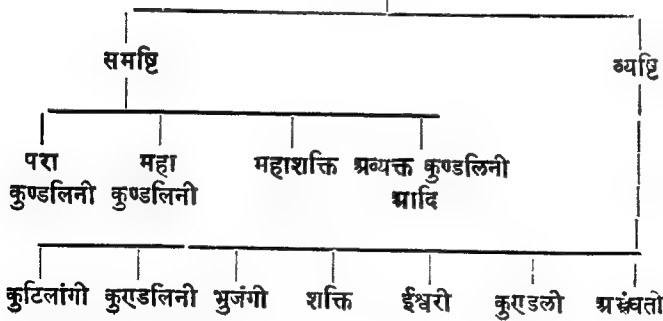 समष्टि व्यष्टि
परा महा महाशक्ति अव्यक्त कुण्डलिनी
कुण्डलिनी कुण्डलिनी आदि
कुटिलांगी कुण्डलिनी भुजंगी शक्ति ईश्वरी कुण्डली अरुंधती